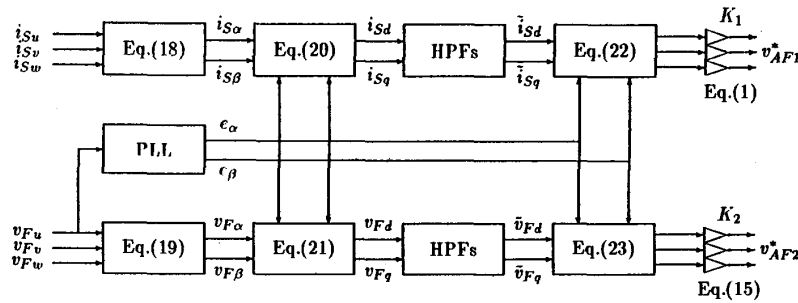 i_Su i_Sv i_Sw
Eq.(18)
i_Sα i_Sβ
Eq.(20)
i_Sd i_Sq
HPFs
ĩ_Sd ĩ_Sq
Eq.(22)
K_1
v*_AF1
Eq.(1)
PLL
e_α
e_β
v_Fu v_Fv v_Fw
Eq.(19)
v_Fα v_Fβ
Eq.(21)
v_Fd v_Fq
HPFs
ṽ_Fd ṽ_Fq
Eq.(23)
K_2
v*_AF2
Eq.(15)